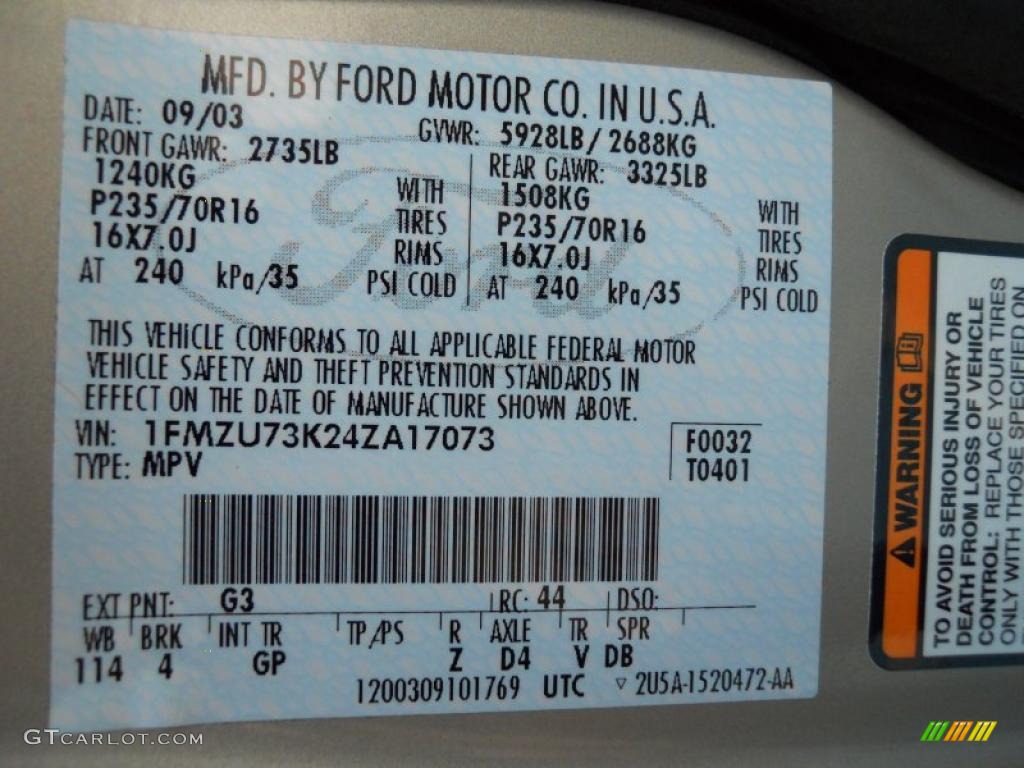 MFD. BY FORD MOTOR CO. IN U.S.A.
DATE: 09/03 GVWR: 5928LB/ 2688KG
FRONT GAWR: 2735LB REAR GAWR: 3325LB
1240KG WITH 1508KG WITH
P235/70R16 TIRES P235/70R16 TIRES
16X7.0J RIMS 16X7.0J RIMS
AT 240 kPa/35 PSI COLD AT 240 kPa/35 PSI COLD
Ford
THIS VEHICLE CONFORMS TO ALL APPLICABLE FEDERAL MOTOR
VEHICLE SAFETY AND THEFT PREVENTION STANDARDS IN
EFFECT ON THE DATE OF MANUFACTURE SHOWN ABOVE.
VIN: 1FMZU73K24ZA17073 F0032
TYPE: MPV T0401
EXT PNT: G3 RC: 44 DSO:
WB BRK INT TR TP/PS R AXLE TR SPR
114 4 GP Z D4 V DB
1200309101769 UTC ▽ 2U5A-1520472-AA
WARNING
TO AVOID SERIOUS INJURY OR
DEATH FROM LOSS OF VEHICLE
CONTROL: REPLACE YOUR TIRES
ONLY WITH THOSE SPECIFIED ON
GTCARLOT.COM